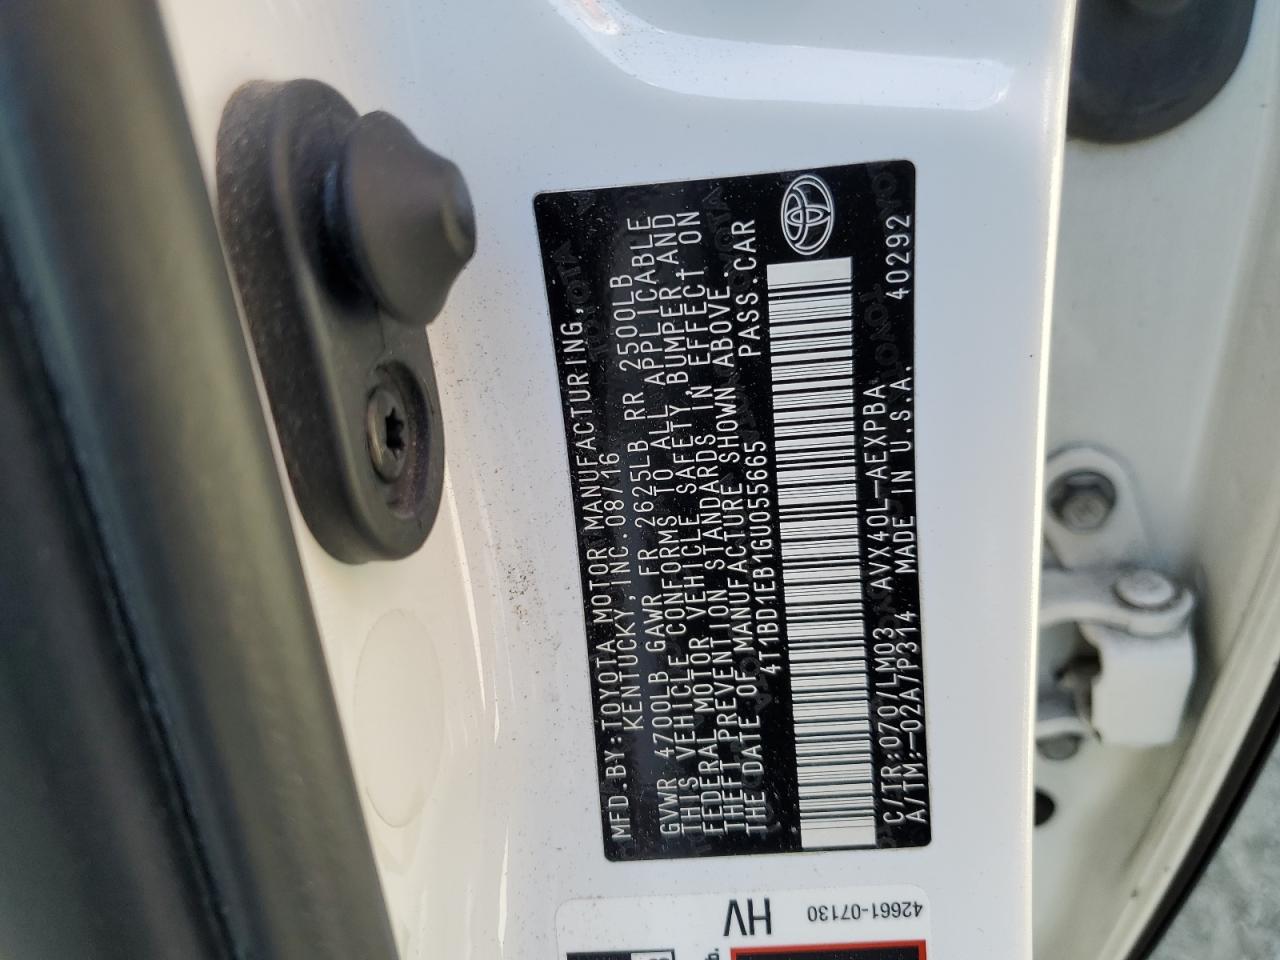 MFD.BY:TOYOTA MOTOR MANUFACTURING,
KENTUCKY,INC.08/16
GVWR 4700LB GAWR FR 2625LB RR 2500LB
THIS VEHICLE CONFORMS TO ALL APPLICABLE
FEDERAL MOTOR VEHICLE SAFETY,BUMPER,AND
THEFT PREVENTION STANDARDS IN EFFECT ON
THE DATE OF MANUFACTURE SHOWN ABOVE.
4T1BD1EB1GU055665 PASS.CAR
C/TR:070/LM03 AVX40L-AEXPBA
A/TM:-02A/P314 MADE IN U.S.A. 40292
HV
42661-07130